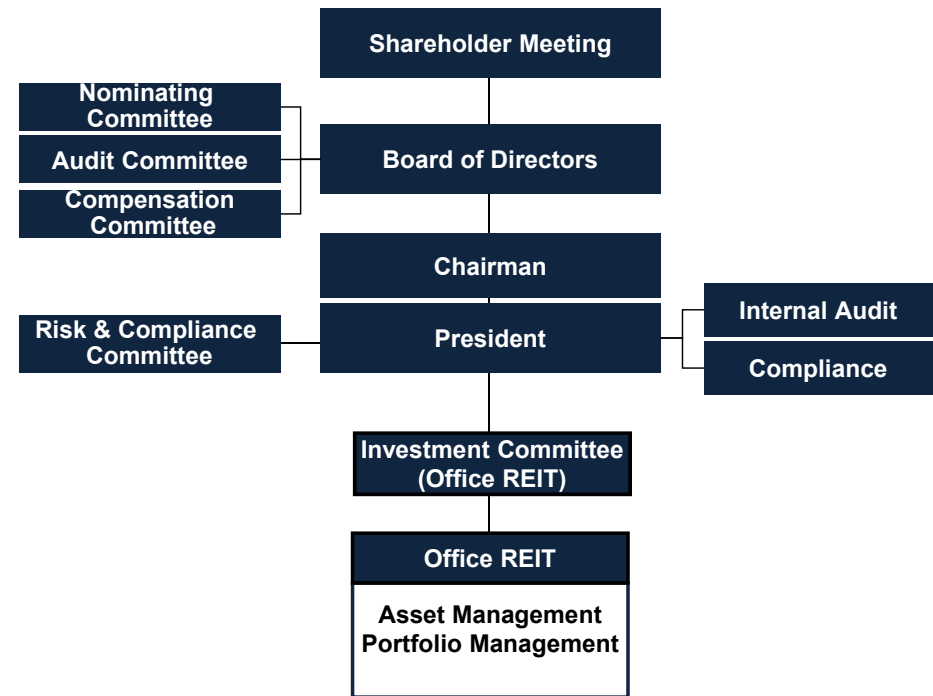 Shareholder Meeting
Nominating
Committee
Audit Committee
Compensation
Committee
Board of Directors
Chairman
President
Risk & Compliance
Committee
Internal Audit
Compliance
Investment Committee
(Office REIT)
Office REIT
Asset Management
Portfolio Management